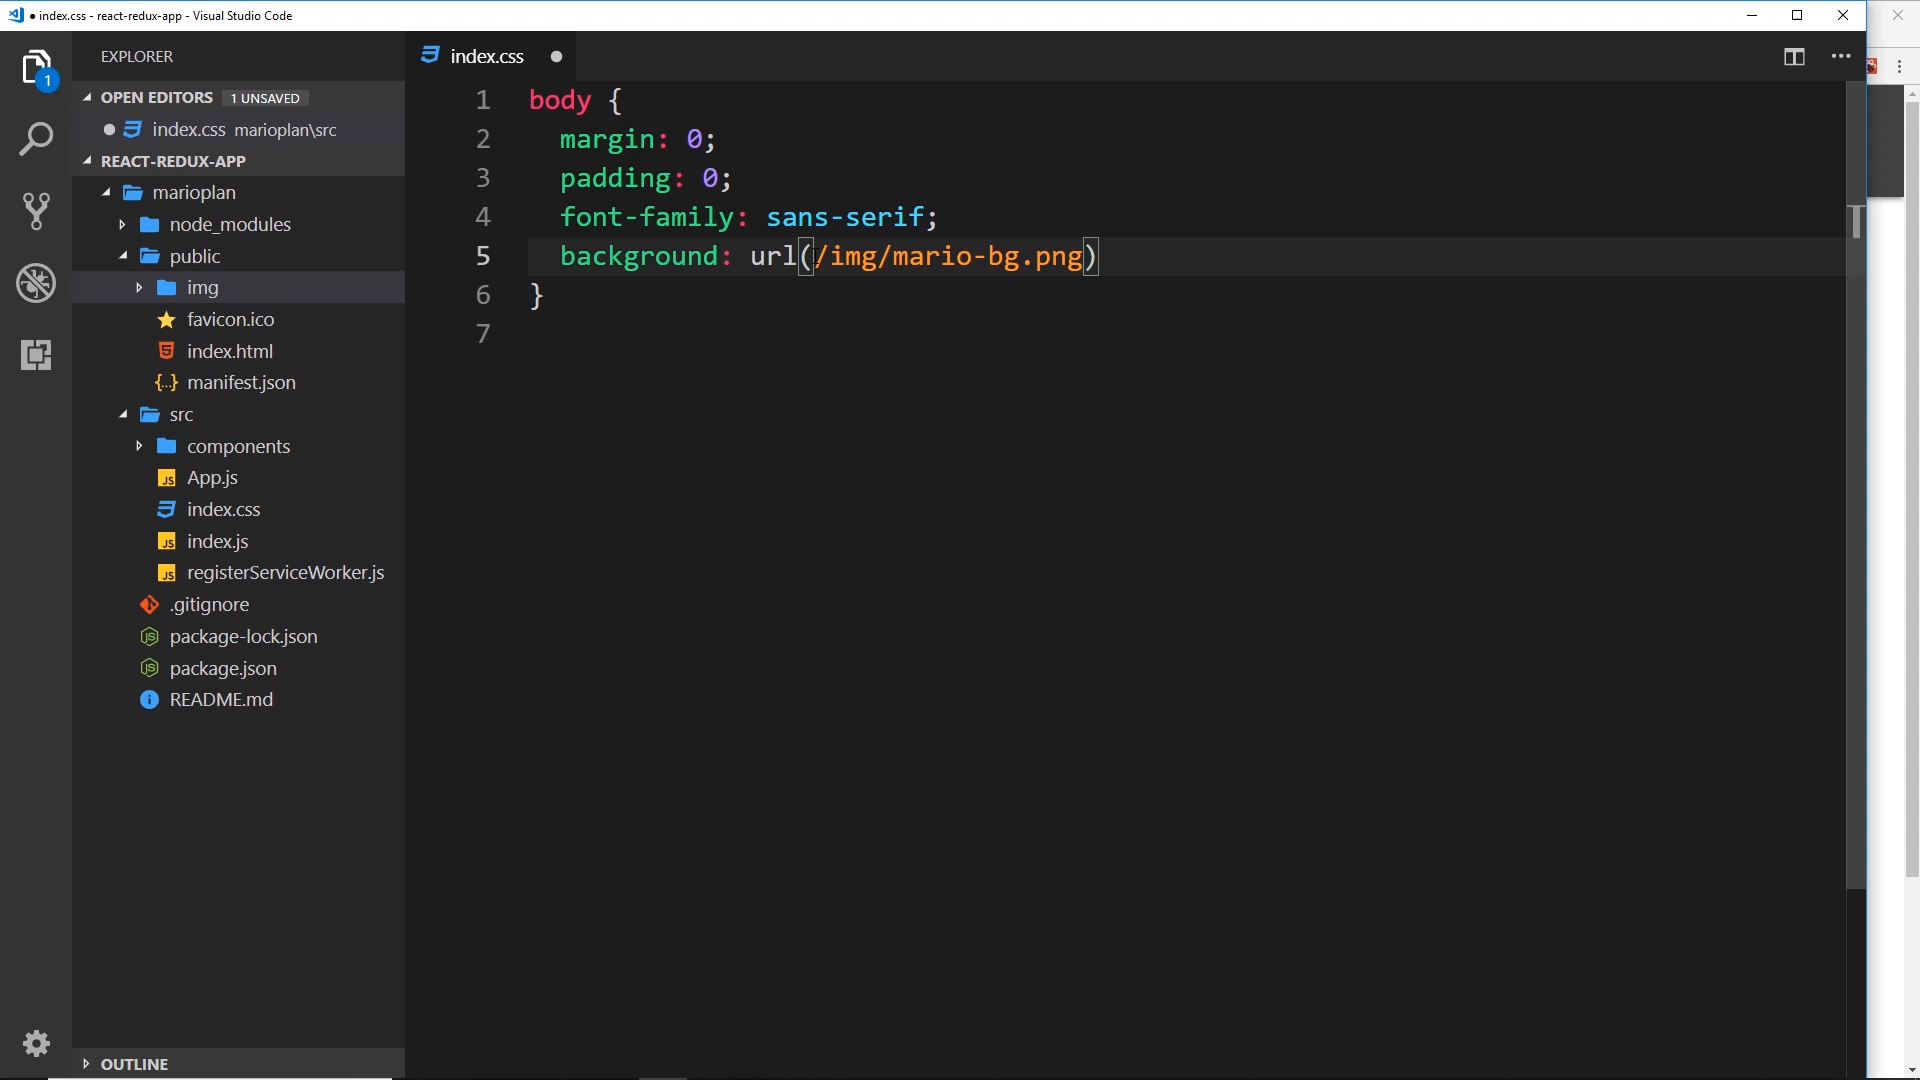 index.css - react-redux-app - Visual Studio Code
EXPLORER
1
OPEN EDITORS 1 UNSAVED
index.css marioplan\src
REACT-REDUX-APP
marioplan
node_modules
public
img
favicon.ico
index.html
manifest.json
src
components
App.js
index.css
index.js
registerServiceWorker.js
.gitignore
package-lock.json
package.json
README.md
OUTLINE
index.css
1 body {
2 margin: 0;
3 padding: 0;
4 font-family: sans-serif;
5 background: url(/img/mario-bg.png)
6 }
7